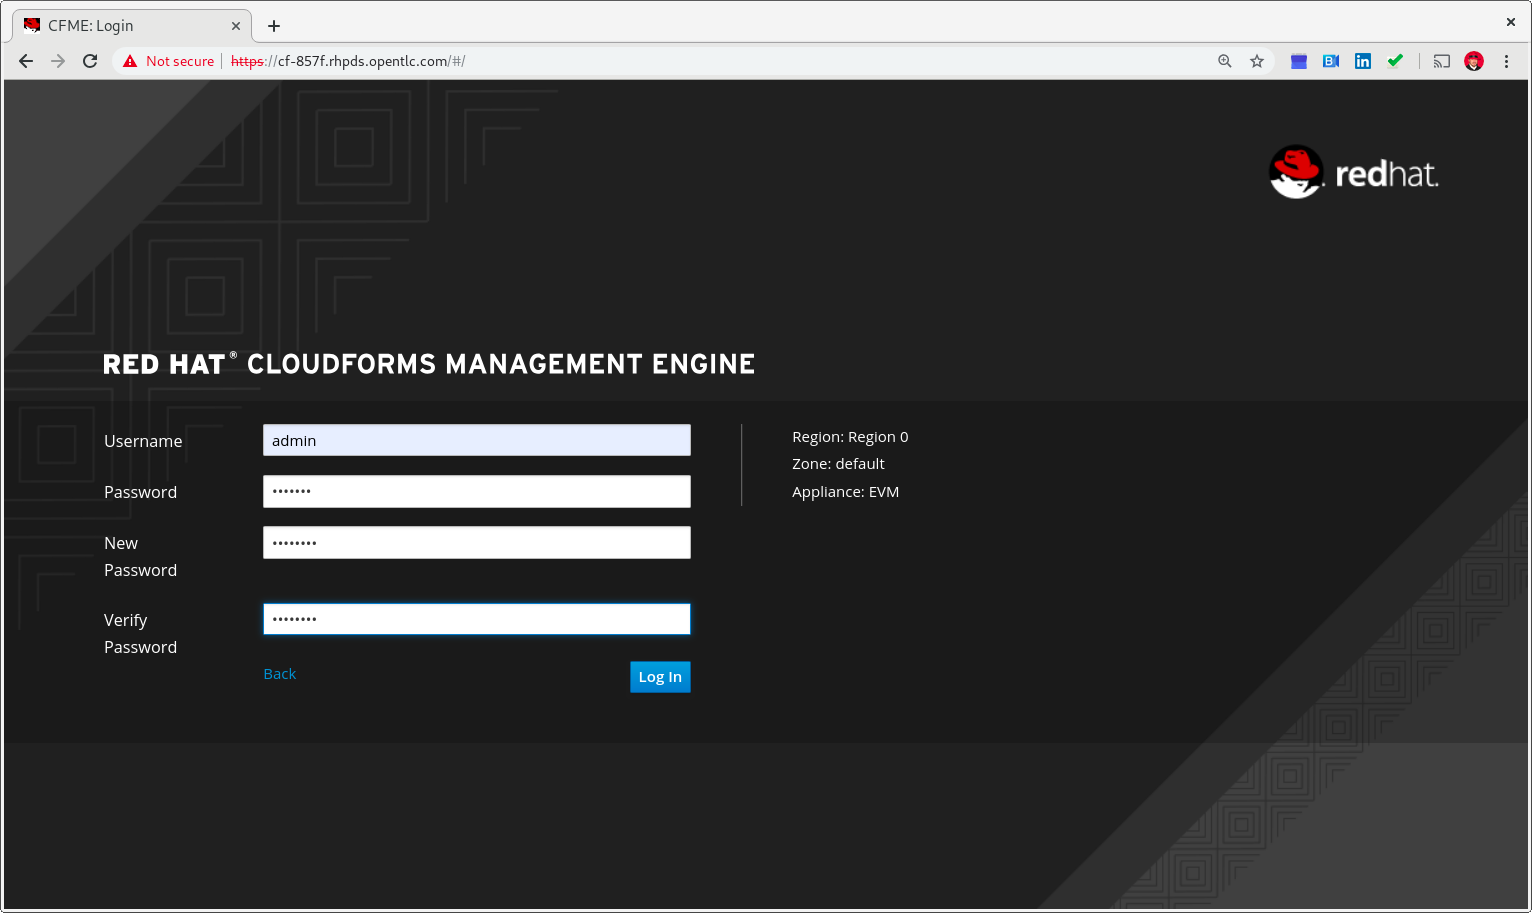 CFME: Login
Not secure https://cf-857f.rhpds.opentlc.com/#/
redhat.
RED HAT® CLOUDFORMS MANAGEMENT ENGINE
Username
admin
Password
•••••••
New
Password
••••••••
Verify
Password
••••••••
Back
Log In
Region: Region 0
Zone: default
Appliance: EVM